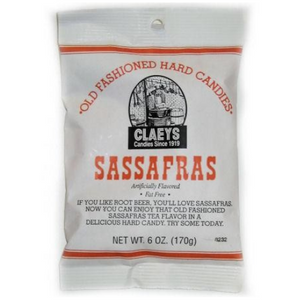 •OLD FASHIONED HARD CANDIES•
CLAEYS
Candies Since 1919
SASSAFRAS
Artificially Flavored
• Fat Free •
IF YOU LIKE ROOT BEER, YOU'LL LOVE SASSAFRAS.
NOW YOU CAN ENJOY THAT OLD FASHIONED
SASSAFRAS TEA FLAVOR IN A
DELICIOUS HARD CANDY. TRY SOME TODAY.
NET WT. 6 OZ. (170g)